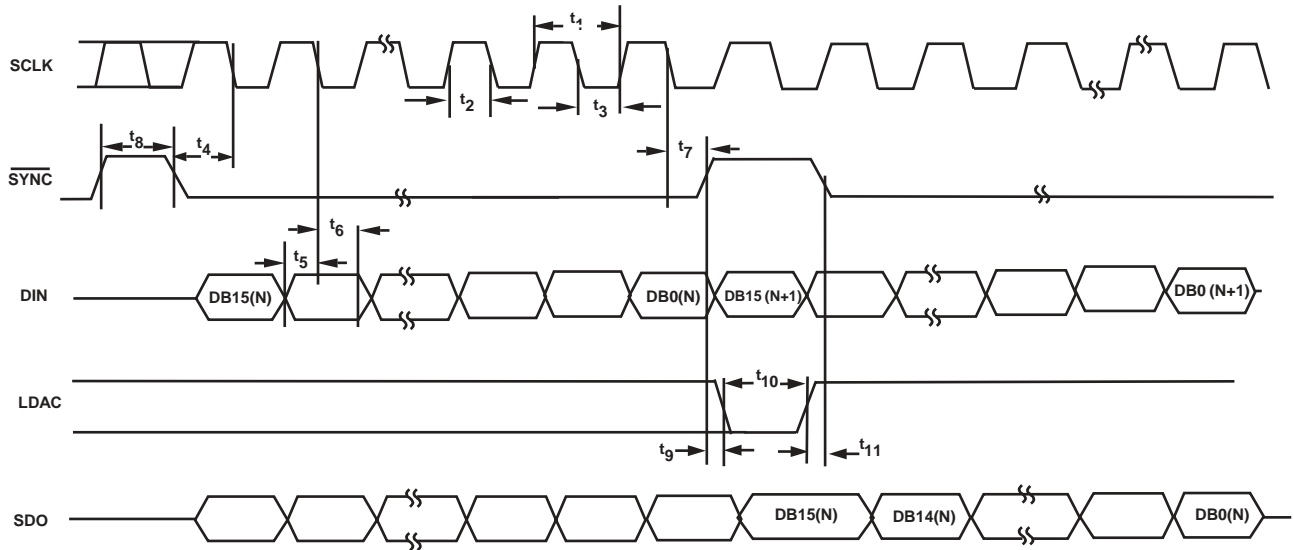 t1
SCLK
t2
t3
t8
t4
t7
SYNC
t6
t5
DIN
DB15(N)
DB0(N)
DB15 (N+1)
DB0 (N+1)
t10
LDAC
t9
t11
SDO
DB15(N)
DB14(N)
DB0(N)